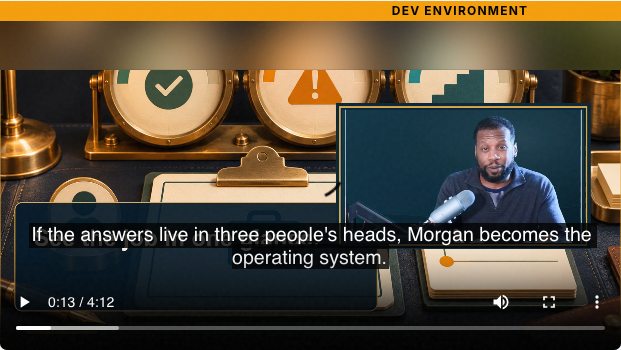 DEV ENVIRONMENT
If the answers live in three people's heads, Morgan becomes the
operating system.
0:13 / 4:12